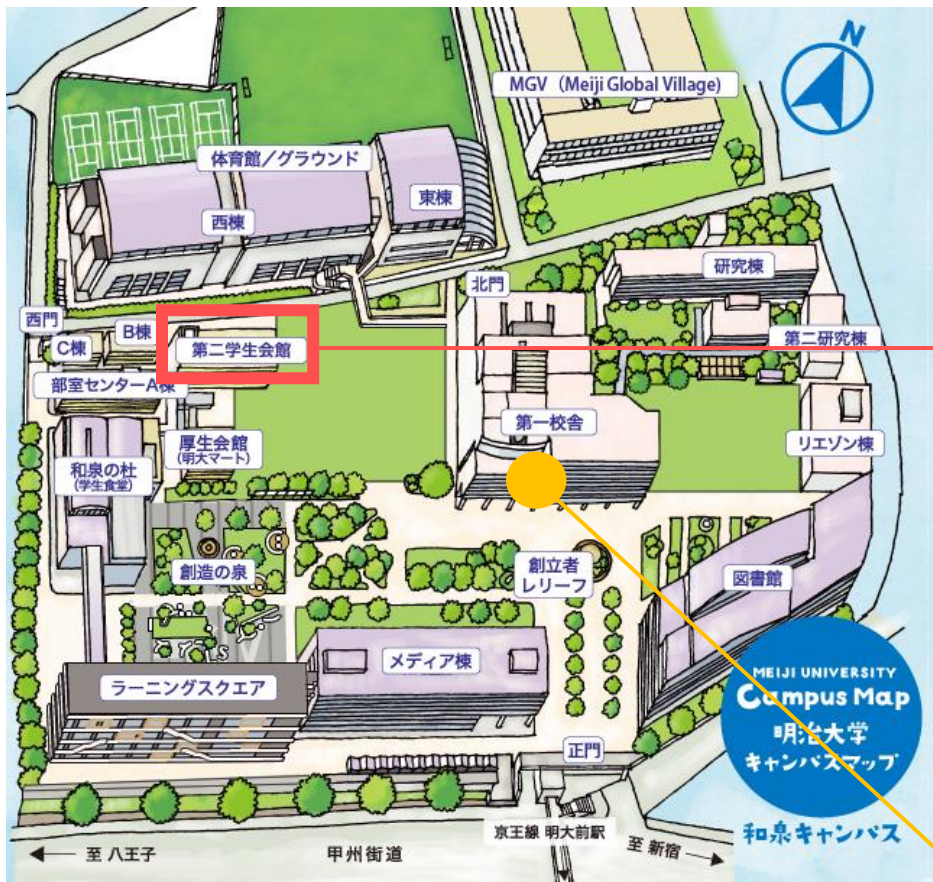 N
MGV（Meiji Global Village）
体育館／グラウンド
東棟
西棟
研究棟
北門
西門
B棟
C棟
第二学生会館
第二研究棟
部室センターA棟
第一校舎
厚生会館
（明大マート）
リエゾン棟
和泉の杜
（学生食堂）
創造の泉
創立者
レリーフ
図書館
メディア棟
ラーニングスクエア
MEIJI UNIVERSITY
Campus Map
明治大学
キャンパスマップ
正門
和泉キャンパス
京王線 明大前駅
至 八王子
甲州街道
至 新宿